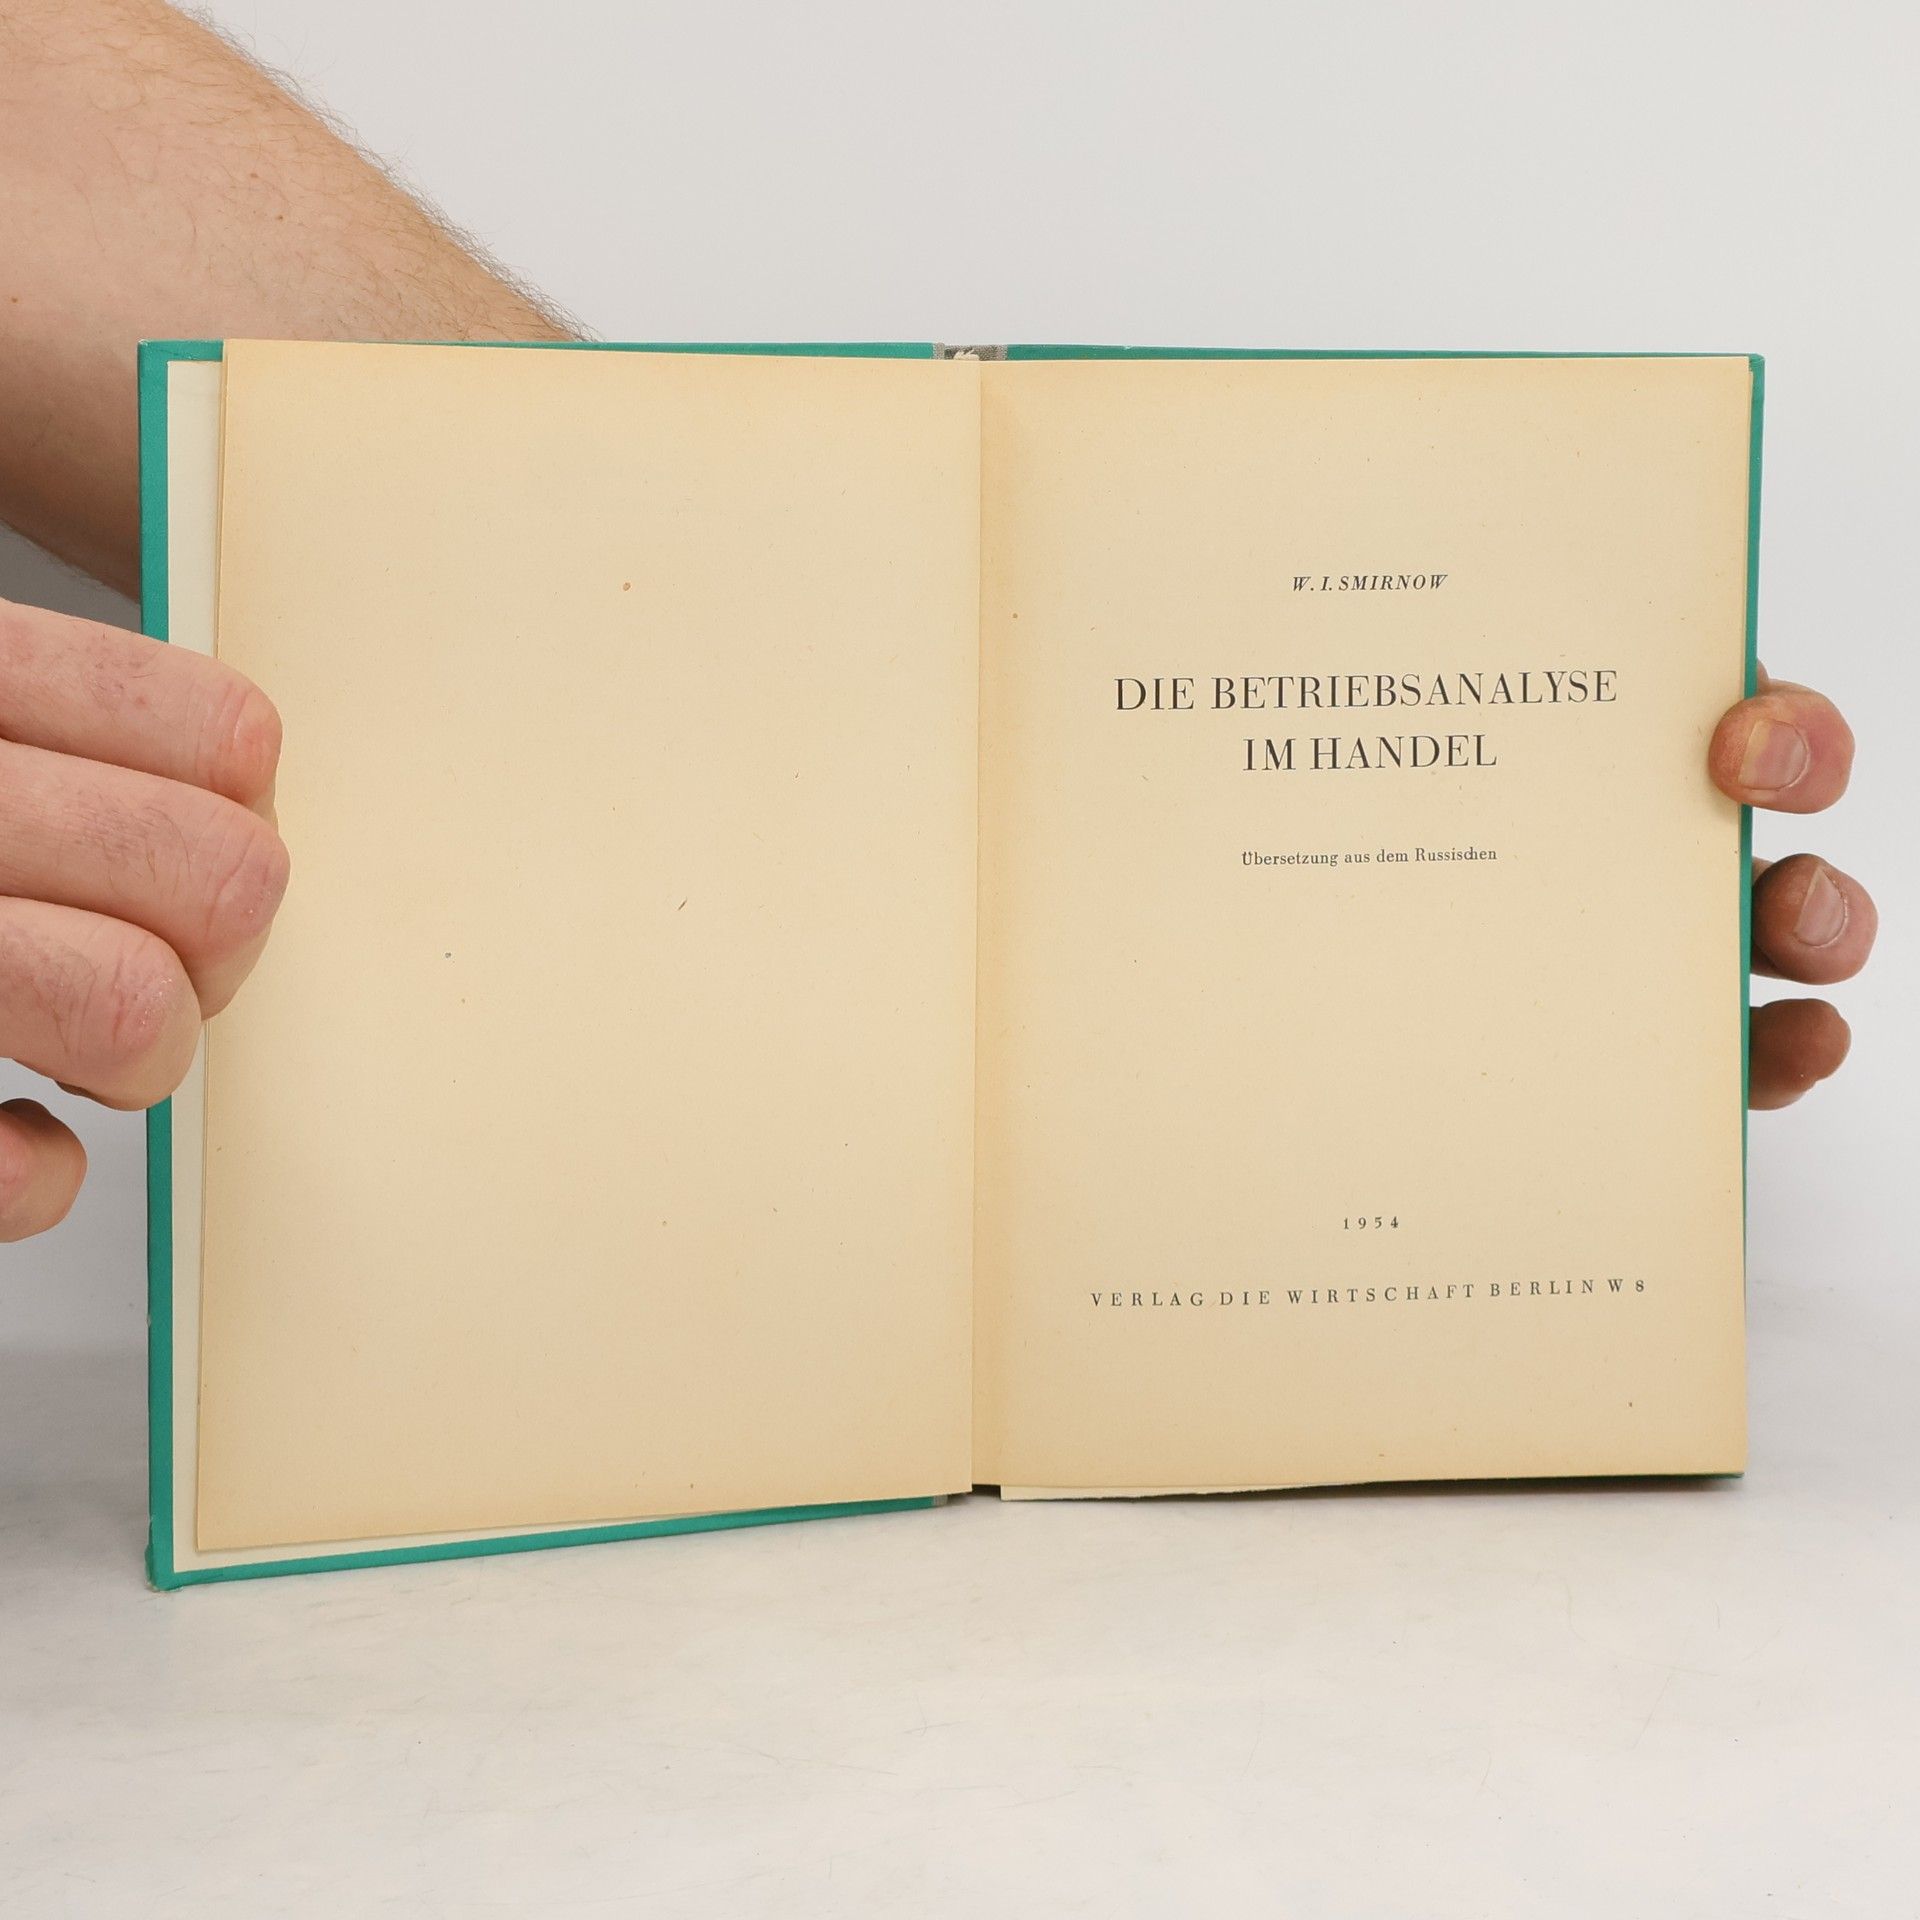 W. I. SMIRNOW
DIE BETRIEBSANALYSE
IM HANDEL
Übersetzung aus dem Russischen
1954
VERLAG DIE WIRTSCHAFT BERLIN W 8